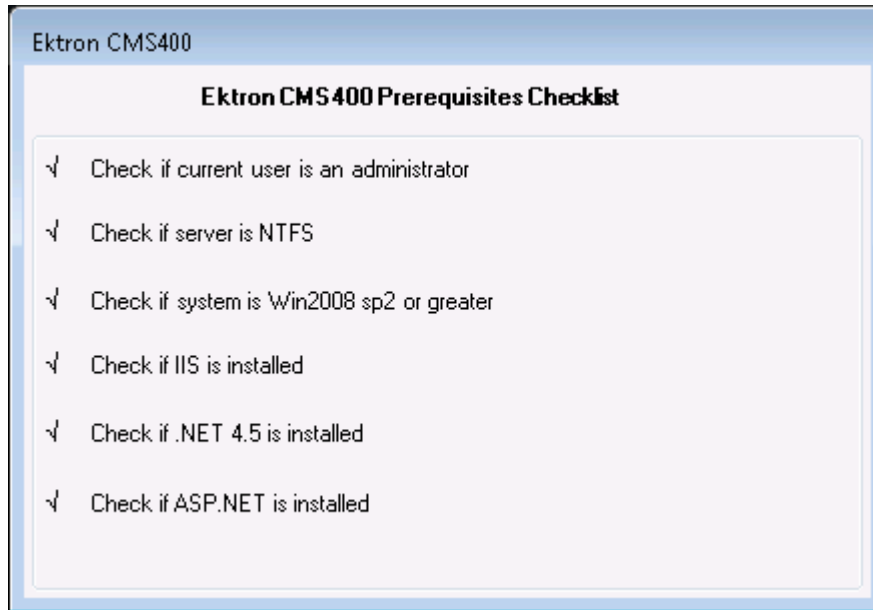 Ektron CMS400
Ektron CMS400 Prerequisites Checklist
√ Check if current user is an administrator
√ Check if server is NTFS
√ Check if system is Win2008 sp2 or greater
√ Check if IIS is installed
√ Check if .NET 4.5 is installed
√ Check if ASP.NET is installed